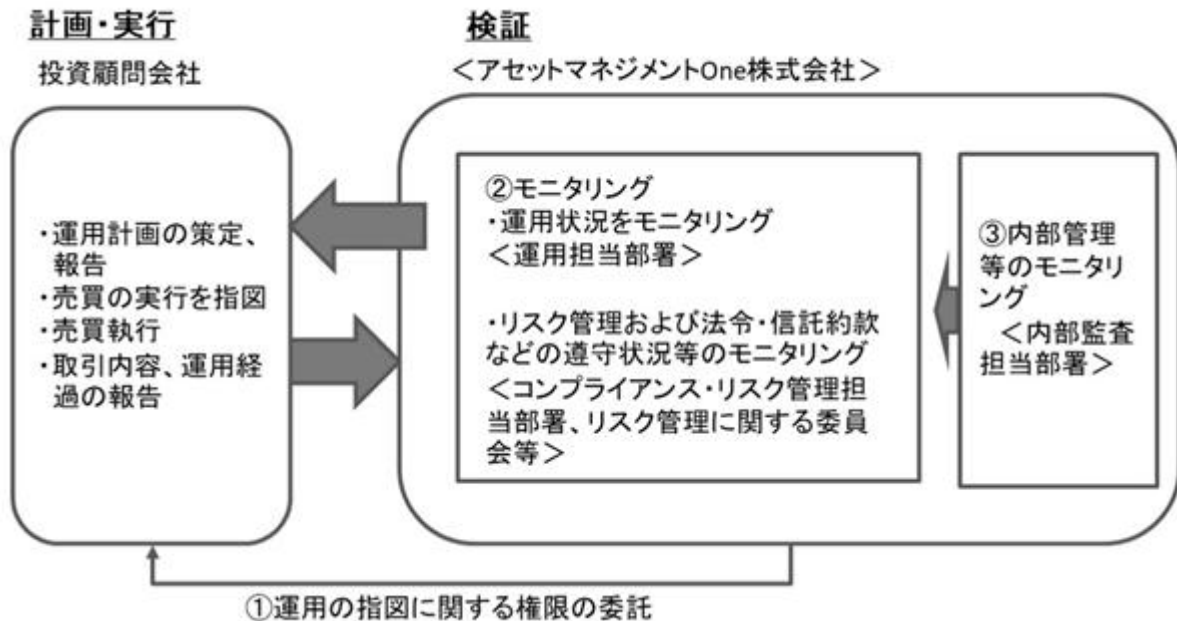 計画・実行
投資顧問会社
・運用計画の策定、
報告
・売買の実行を指図
・売買執行
・取引内容、運用経
過の報告
検証
＜アセットマネジメントOne株式会社＞
②モニタリング
・運用状況をモニタリング
＜運用担当部署＞
・リスク管理および法令・信託約款
などの遵守状況等のモニタリング
＜コンプライアンス・リスク管理担
当部署、リスク管理に関する委員
会等＞
③内部管理
等のモニタリ
ング
＜内部監査
担当部署＞
①運用の指図に関する権限の委託